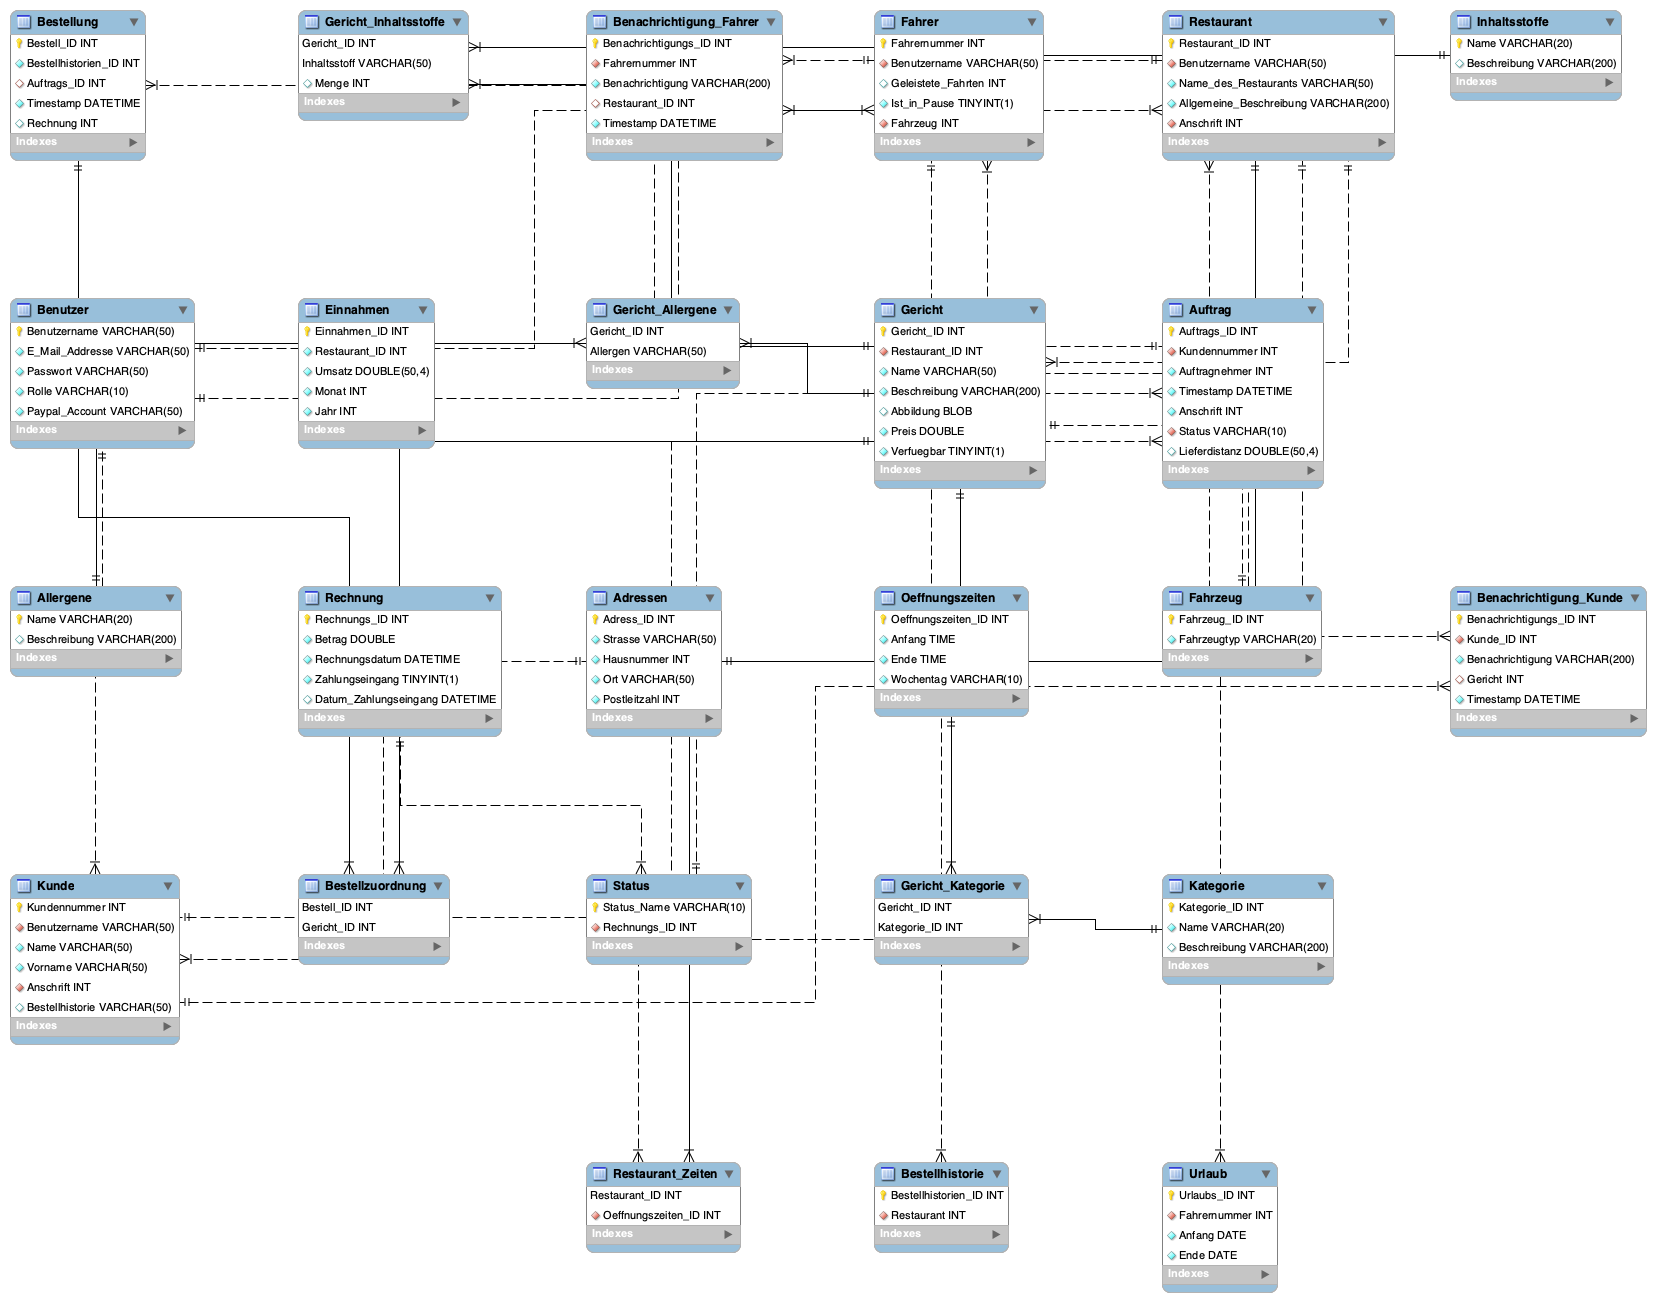 Bestellung
Bestell_ID INT
Bestellhistorien_ID INT
Auftrags_ID INT
Timestamp DATETIME
Rechnung INT
Indexes
Gericht_Inhaltsstoffe
Gericht_ID INT
Inhaltsstoff VARCHAR(50)
Menge INT
Indexes
Benachrichtigung_Fahrer
Benachrichtigungs_ID INT
Fahrernummer INT
Benachrichtigung VARCHAR(200)
Restaurant_ID INT
Timestamp DATETIME
Indexes
Fahrer
Fahrernummer INT
Benutzername VARCHAR(50)
Geleistete_Fahrten INT
Ist_in_Pause TINYINT(1)
Fahrzeug INT
Indexes
Restaurant
Restaurant_ID INT
Benutzername VARCHAR(50)
Name_des_Restaurants VARCHAR(50)
Allgemeine_Beschreibung VARCHAR(200)
Anschrift INT
Indexes
Inhaltsstoffe
Name VARCHAR(20)
Beschreibung VARCHAR(200)
Indexes
Benutzer
Benutzername VARCHAR(50)
E_Mail_Addresse VARCHAR(50)
Passwort VARCHAR(50)
Rolle VARCHAR(10)
Paypal_Account VARCHAR(50)
Indexes
Einnahmen
Einnahmen_ID INT
Restaurant_ID INT
Umsatz DOUBLE(50,4)
Monat INT
Jahr INT
Indexes
Gericht_Allergene
Gericht_ID INT
Allergen VARCHAR(50)
Indexes
Gericht
Gericht_ID INT
Restaurant_ID INT
Name VARCHAR(50)
Beschreibung VARCHAR(200)
Abbildung BLOB
Preis DOUBLE
Verfuegbar TINYINT(1)
Indexes
Auftrag
Auftrags_ID INT
Kundennummer INT
Auftragnehmer INT
Timestamp DATETIME
Anschrift INT
Status VARCHAR(10)
Lieferdistanz DOUBLE(50,4)
Indexes
Allergene
Name VARCHAR(20)
Beschreibung VARCHAR(200)
Indexes
Rechnung
Rechnungs_ID INT
Betrag DOUBLE
Rechnungsdatum DATETIME
Zahlungseingang TINYINT(1)
Datum_Zahlungseingang DATETIME
Indexes
Adressen
Adress_ID INT
Strasse VARCHAR(50)
Hausnummer INT
Ort VARCHAR(50)
Postleitzahl INT
Indexes
Oeffnungszeiten
Oeffnungszeiten_ID INT
Anfang TIME
Ende TIME
Wochentag VARCHAR(10)
Indexes
Fahrzeug
Fahrzeug_ID INT
Fahrzeugtyp VARCHAR(20)
Indexes
Benachrichtigung_Kunde
Benachrichtigungs_ID INT
Kunde_ID INT
Benachrichtigung VARCHAR(200)
Gericht INT
Timestamp DATETIME
Indexes
Kunde
Kundennummer INT
Benutzername VARCHAR(50)
Name VARCHAR(50)
Vorname VARCHAR(50)
Anschrift INT
Bestellhistorie VARCHAR(50)
Indexes
Bestellzuordnung
Bestell_ID INT
Gericht_ID INT
Indexes
Status
Status_Name VARCHAR(10)
Rechnungs_ID INT
Indexes
Gericht_Kategorie
Gericht_ID INT
Kategorie_ID INT
Indexes
Kategorie
Kategorie_ID INT
Name VARCHAR(20)
Beschreibung VARCHAR(200)
Indexes
Restaurant_Zeiten
Restaurant_ID INT
Oeffnungszeiten_ID INT
Indexes
Bestellhistorie
Bestellhistorien_ID INT
Restaurant INT
Indexes
Urlaub
Urlaubs_ID INT
Fahrernummer INT
Anfang DATE
Ende DATE
Indexes